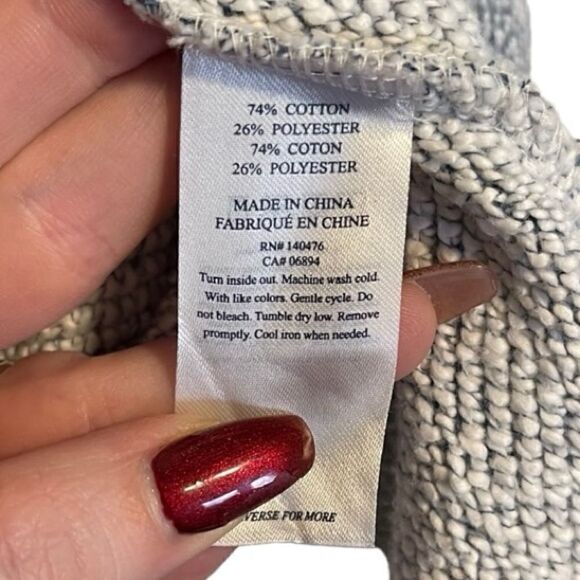 74% COTTON
26% POLYESTER
74% COTON
26% POLYESTER
MADE IN CHINA
FABRIQUÉ EN CHINE
RN# 140476
CA# 06894
Turn inside out. Machine wash cold.
With like colors. Gentle cycle. Do
not bleach. Tumble dry low. Remove
promptly. Cool iron when needed.
FOR MORE